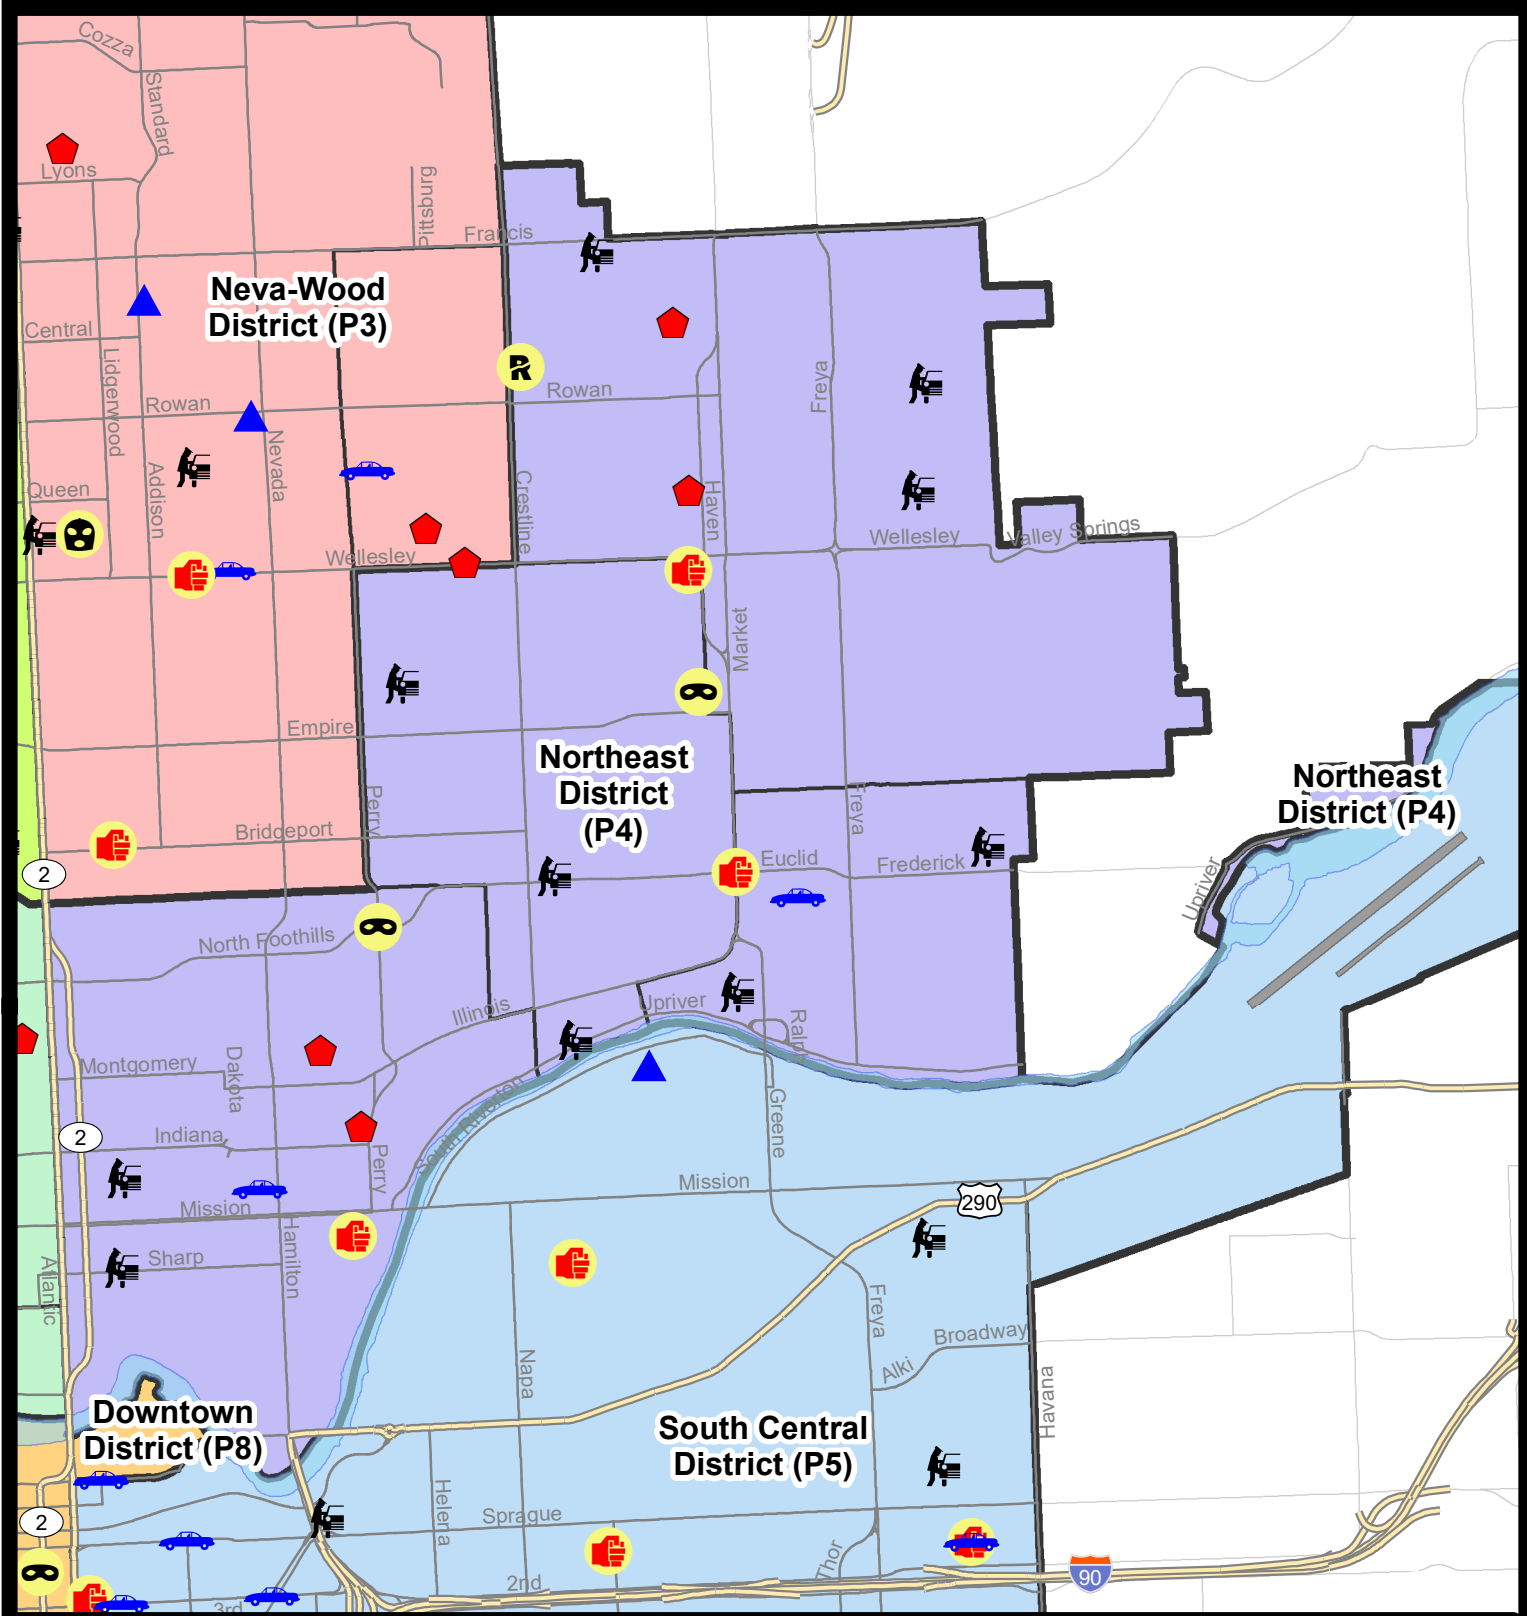 Cozza
Standard
Lyons
Pittsburg
Francis
Neva-Wood
District (P3)
Central
Lidgerwood
Rowan
Rowan
Freya
Nevada
Addison
Queen
Crestline
Haven
Wellesley
Valley Springs
Wellesley
Market
Empire
Northeast
District
(P4)
Northeast
District (P4)
Perry
Freya
Bridgeport
Euclid
Frederick
2
Upriver
North Foothills
Illinois
Upriver
Ralph
Montgomery
Dakota
South Riverton
Greene
2
Indiana
Perry
Mission
290
Mission
Hamilton
Sharp
Atlantic
Freya
Broadway
Napa
Alki
Havana
Downtown
District (P8)
South Central
District (P5)
Helena
Sprague
2
Thor
2nd
90
3rd